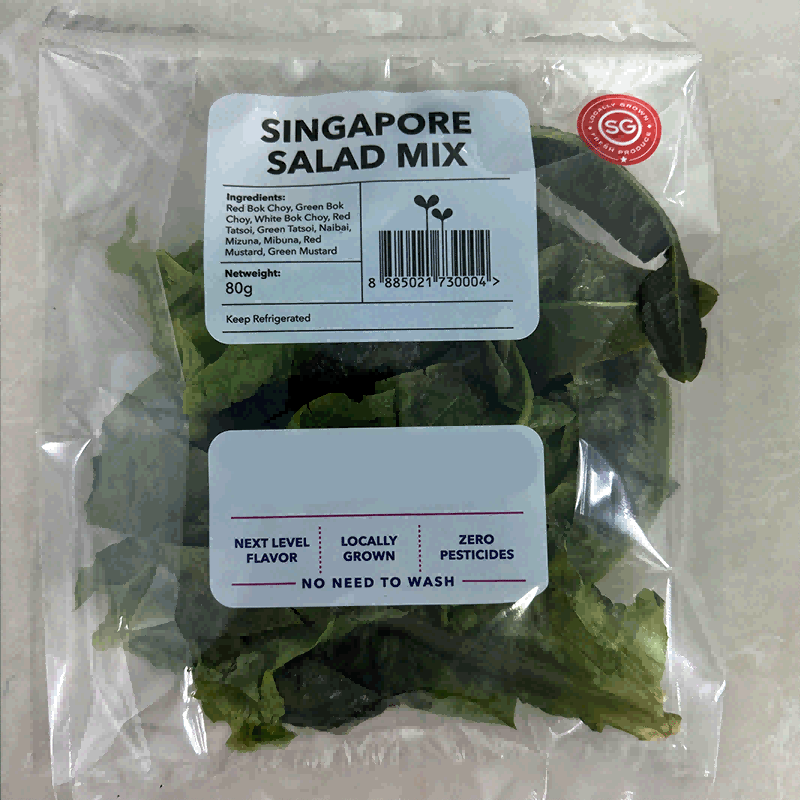 SINGAPORE
SALAD MIX
Ingredients:
Red Bok Choy, Green Bok
Choy, White Bok Choy, Red
Tatsoi, Green Tatsoi, Naibai,
Mizuna, Mibuna, Red
Mustard, Green Mustard
Netweight:
80g
8 885021 730004 >
Keep Refrigerated
LOCALLY GROWN
SG
FRESH PRODUCE
NEXT LEVEL
FLAVOR
LOCALLY
GROWN
ZERO
PESTICIDES
NO NEED TO WASH